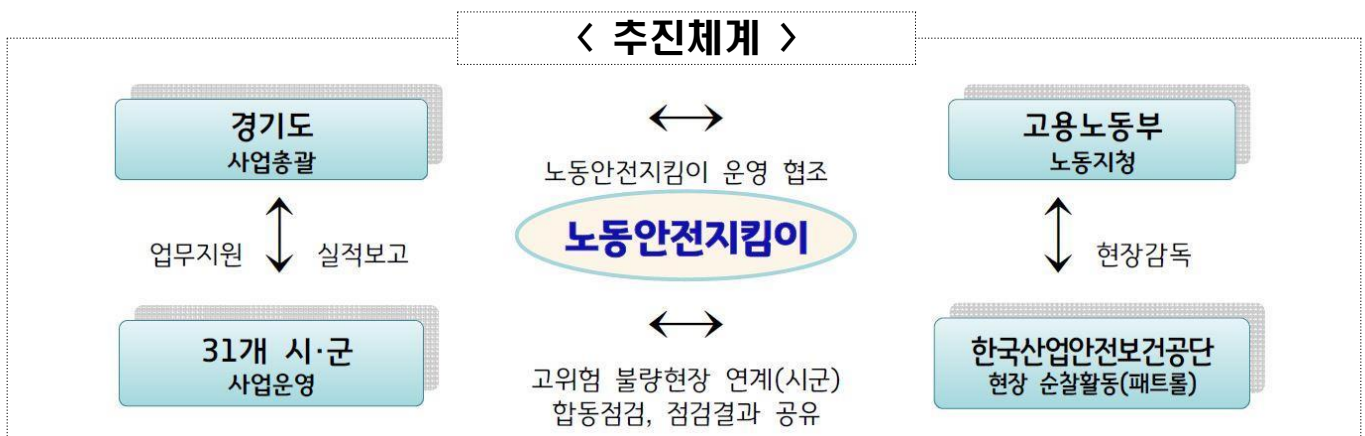 < 추진체계 >
경기도
사업총괄
노동안전지킴이 운영 협조
고용노동부
노동지청
업무지원
실적보고
노동안전지킴이
현장감독
31개 시·군
사업운영
고위험 불량현장 연계(시군)
합동점검, 점검결과 공유
한국산업안전보건공단
현장 순찰활동(패트롤)